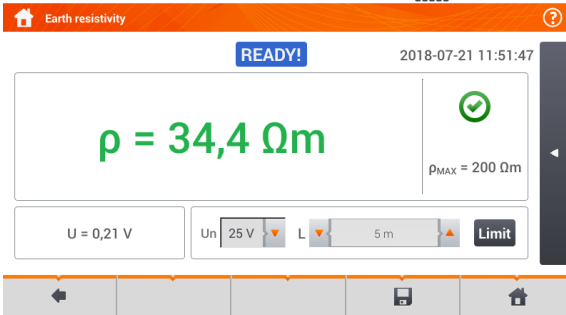 Earth resistivity
READY!
2018-07-21 11:51:47
ρ = 34,4 Ωm
ρMAX = 200 Ωm
U = 0,21 V
Un 25 V L 5 m Limit